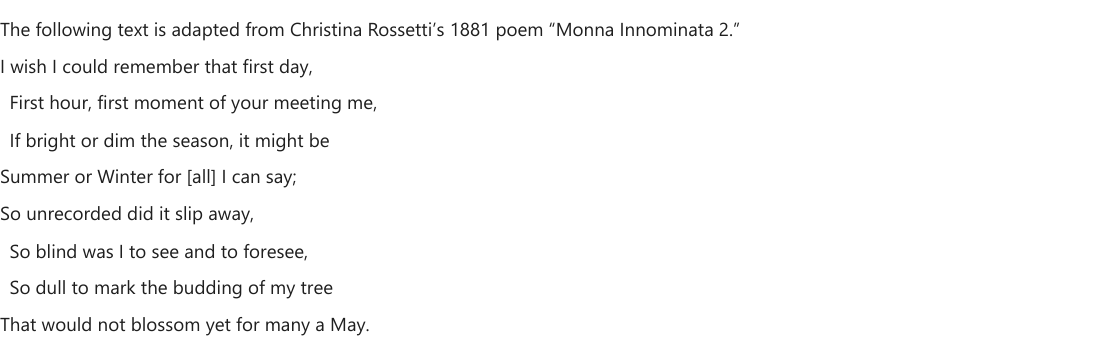 The following text is adapted from Christina Rossetti’s 1881 poem “Monna Innominata 2.”
I wish I could remember that first day,
First hour, first moment of your meeting me,
If bright or dim the season, it might be
Summer or Winter for [all] I can say;
So unrecorded did it slip away,
So blind was I to see and to foresee,
So dull to mark the budding of my tree
That would not blossom yet for many a May.